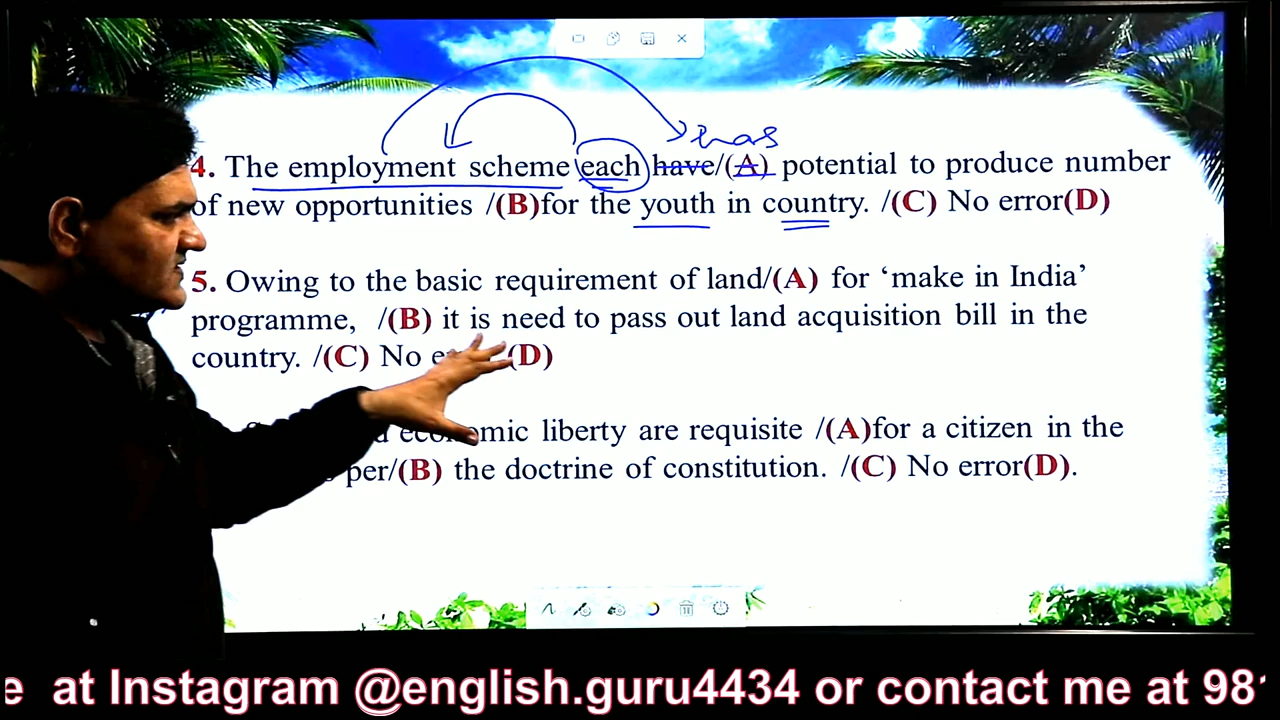 has
4. The employment scheme each have/(A) potential to produce number
of new opportunities /(B)for the youth in country. /(C) No error(D)
5. Owing to the basic requirement of land/(A) for ‘make in India’
programme, /(B) it is need to pass out land acquisition bill in the
country. /(C) No (D)
economic liberty are requisite /(A)for a citizen in the
per/(B) the doctrine of constitution. /(C) No error(D).
e at Instagram @english.guru4434 or contact me at 98